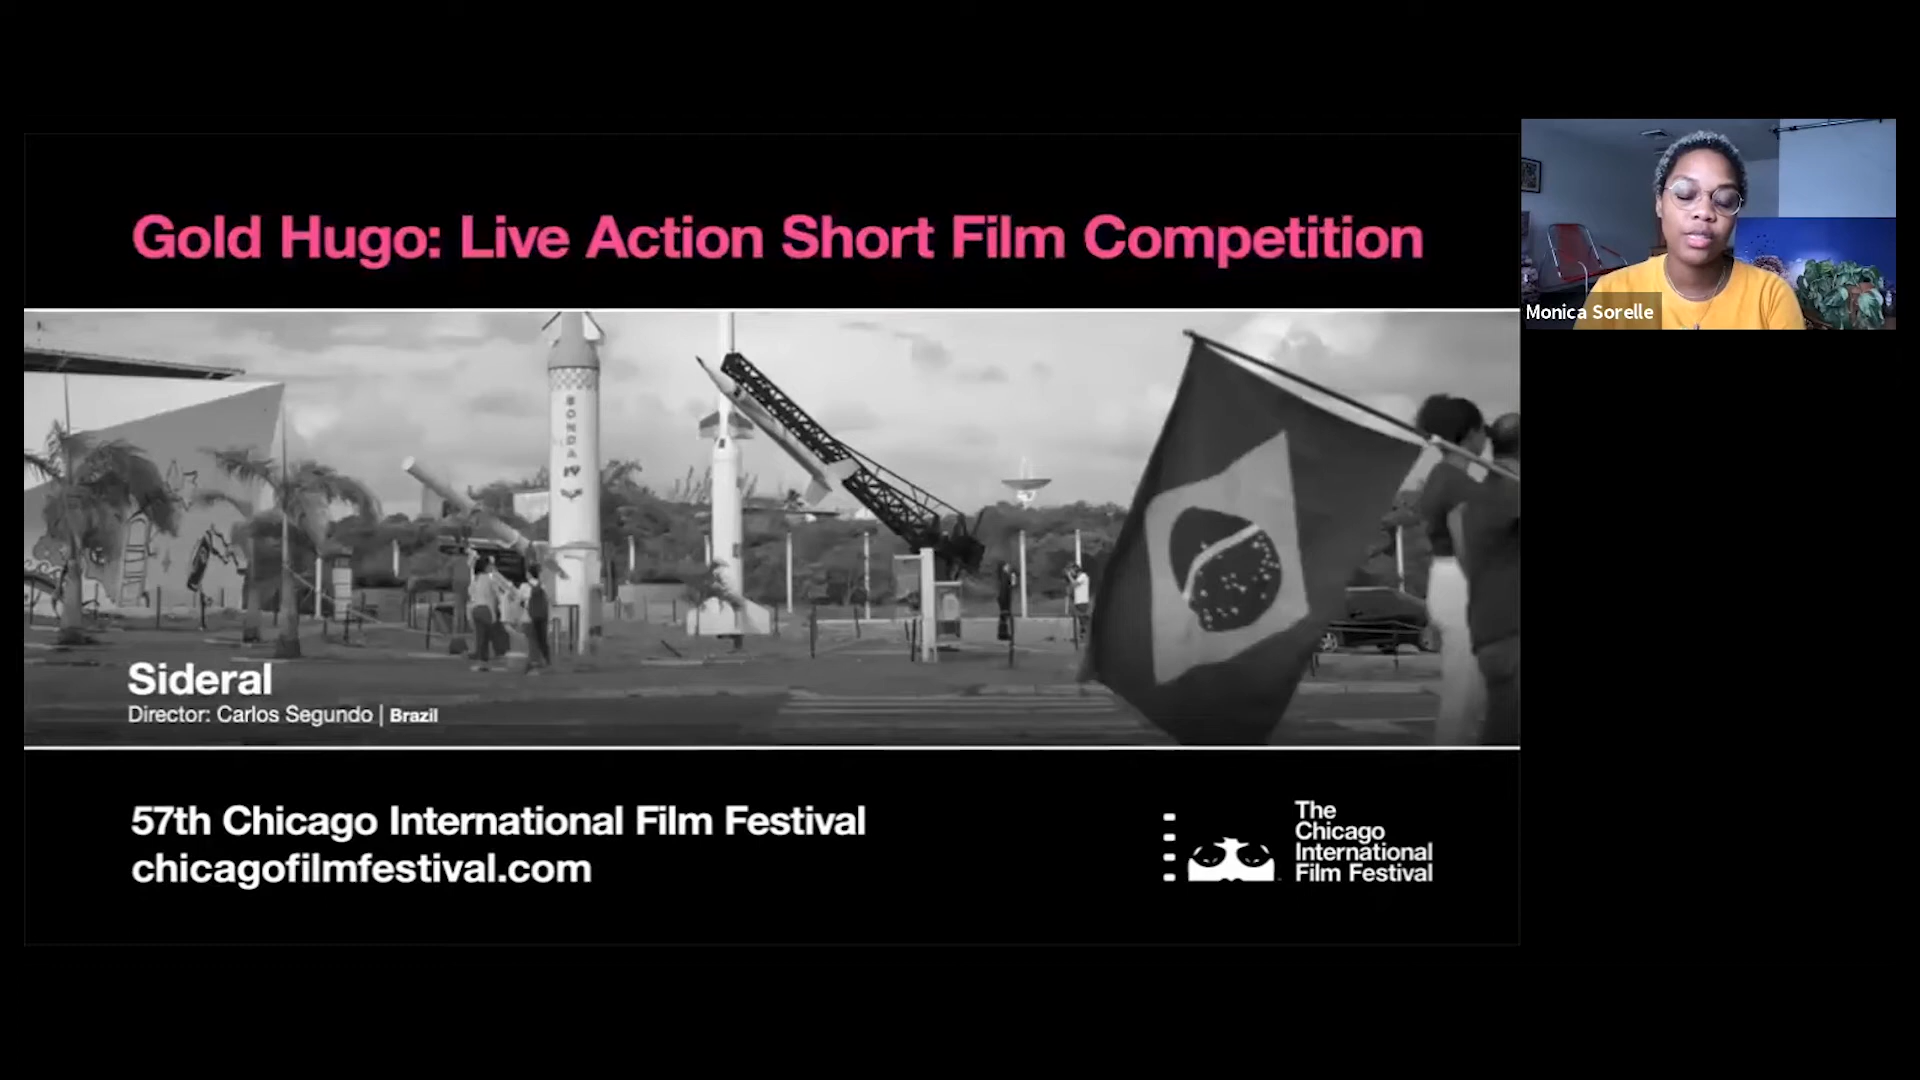 Gold Hugo: Live Action Short Film Competition
Monica Sorelle
SONDA IV
Sideral
Director: Carlos Segundo | Brazil
57th Chicago International Film Festival
chicagofilmfestival.com
The
Chicago
International
Film Festival